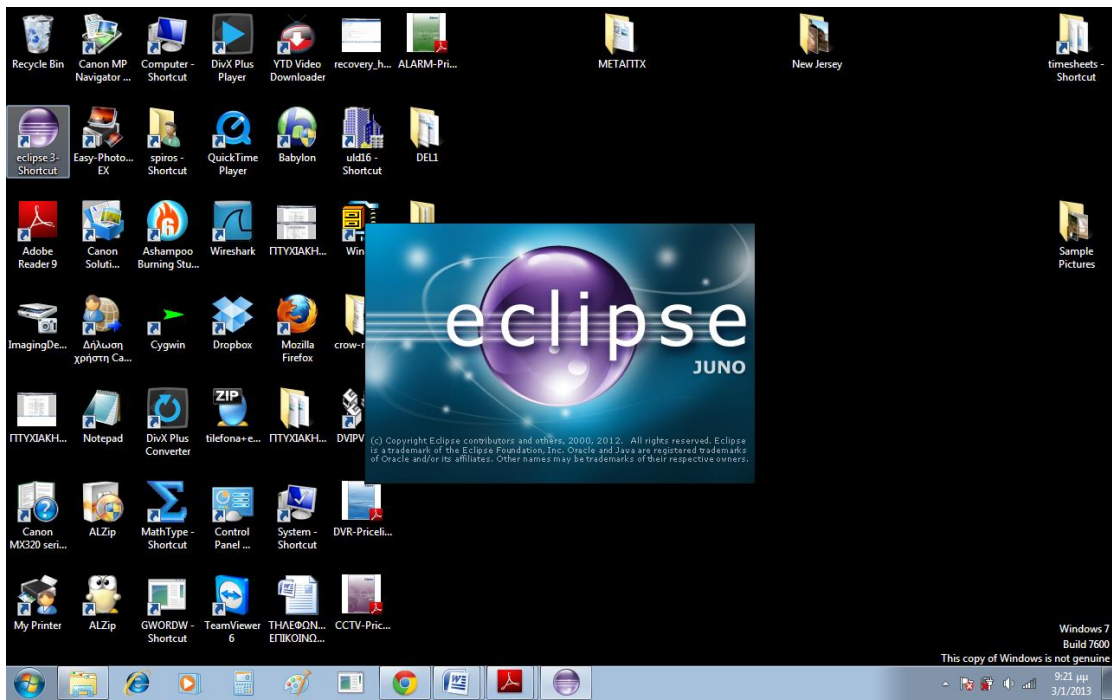 Recycle Bin
Canon MP
Navigator ...
Computer -
Shortcut
DivX Plus
Player
YTD Video
Downloader
recovery_h...
ALARM-Pri...
ΜΕΤΑΠΤΧ
New Jersey
timesheets -
Shortcut
eclipse 3-
Shortcut
Easy-Photo...
EX
spiros -
Shortcut
QuickTime
Player
Babylon
uld16 -
Shortcut
DEL1
Adobe
Reader 9
Canon
Soluti...
Ashampoo
Burning Stu...
Wireshark
ΠΤΥΧΙΑΚΗ...
Win
Sample
Pictures
eclipse
JUNO
ImagingDe...
Δήλωση
χρήστη Ca...
Cygwin
Dropbox
Mozilla
Firefox
crow-r
(c) Copyright Eclipse contributors and others, 2000, 2012. All rights reserved. Eclipse
is a trademark of the Eclipse Foundation, Inc. Oracle and Java are registered trademarks
of Oracle and/or its affiliates. Other names may be trademarks of their respective owners.
ΠΤΥΧΙΑΚΗ...
Notepad
DivX Plus
Converter
ZIP
tilefona+e...
ΠΤΥΧΙΑΚΗ...
DVIPV
Canon
MX320 seri...
ALZip
MathType -
Shortcut
Control
Panel ...
System -
Shortcut
DVR-Priceli...
My Printer
ALZip
GWORDW -
Shortcut
TeamViewer
6
ΤΗΛΕΦΩΝ...
ΕΠΙΚΟΙΝΩ...
CCTV-Pric...
Windows 7
Build 7600
This copy of Windows is not genuine
9:21 μμ
3/1/2013